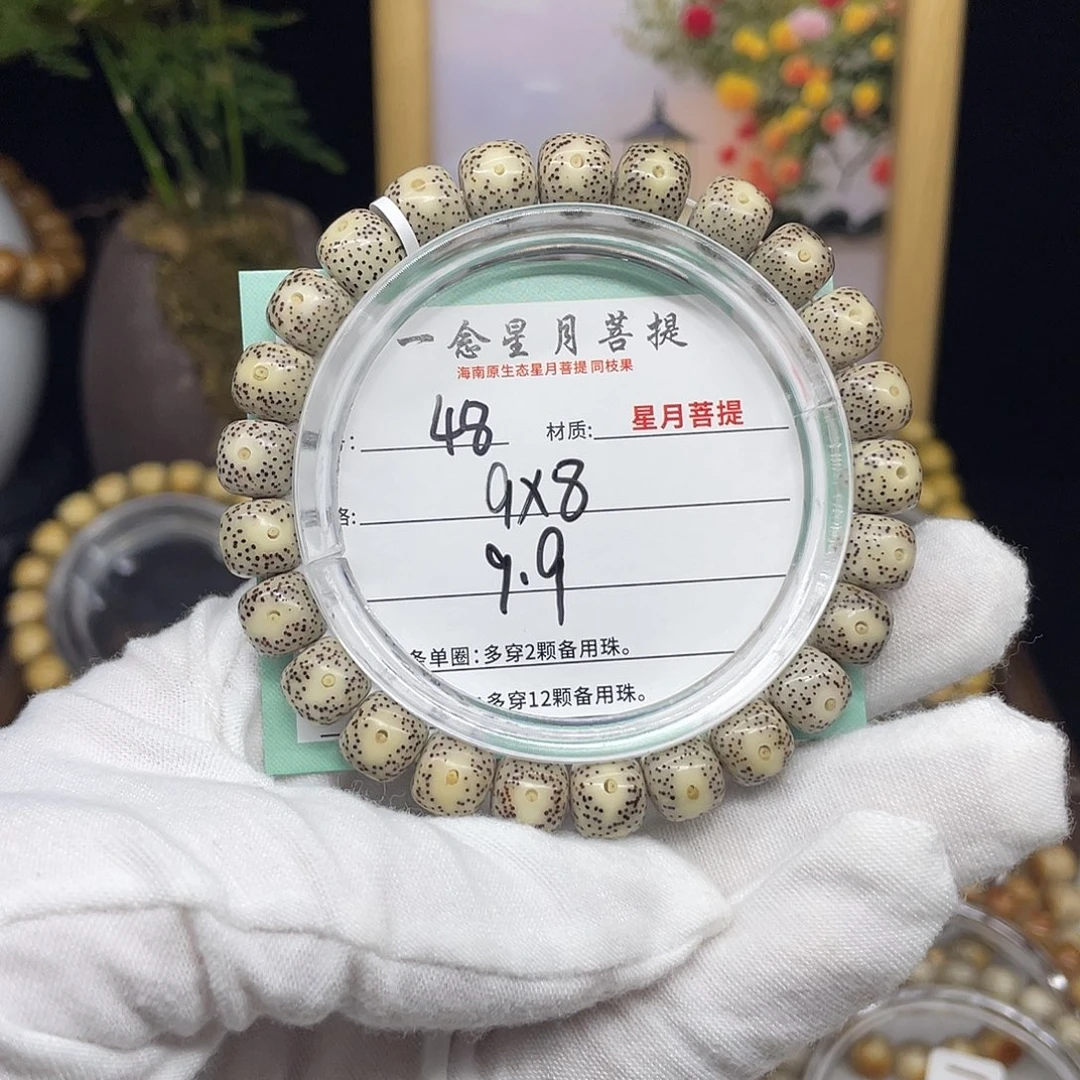 一念星月菩提
海南原生态星月菩提 同枝果
: 48 材质: 星月菩提
格: 9X8
9.9
条单圈:多穿2颗备用珠。
:多穿12颗备用珠。